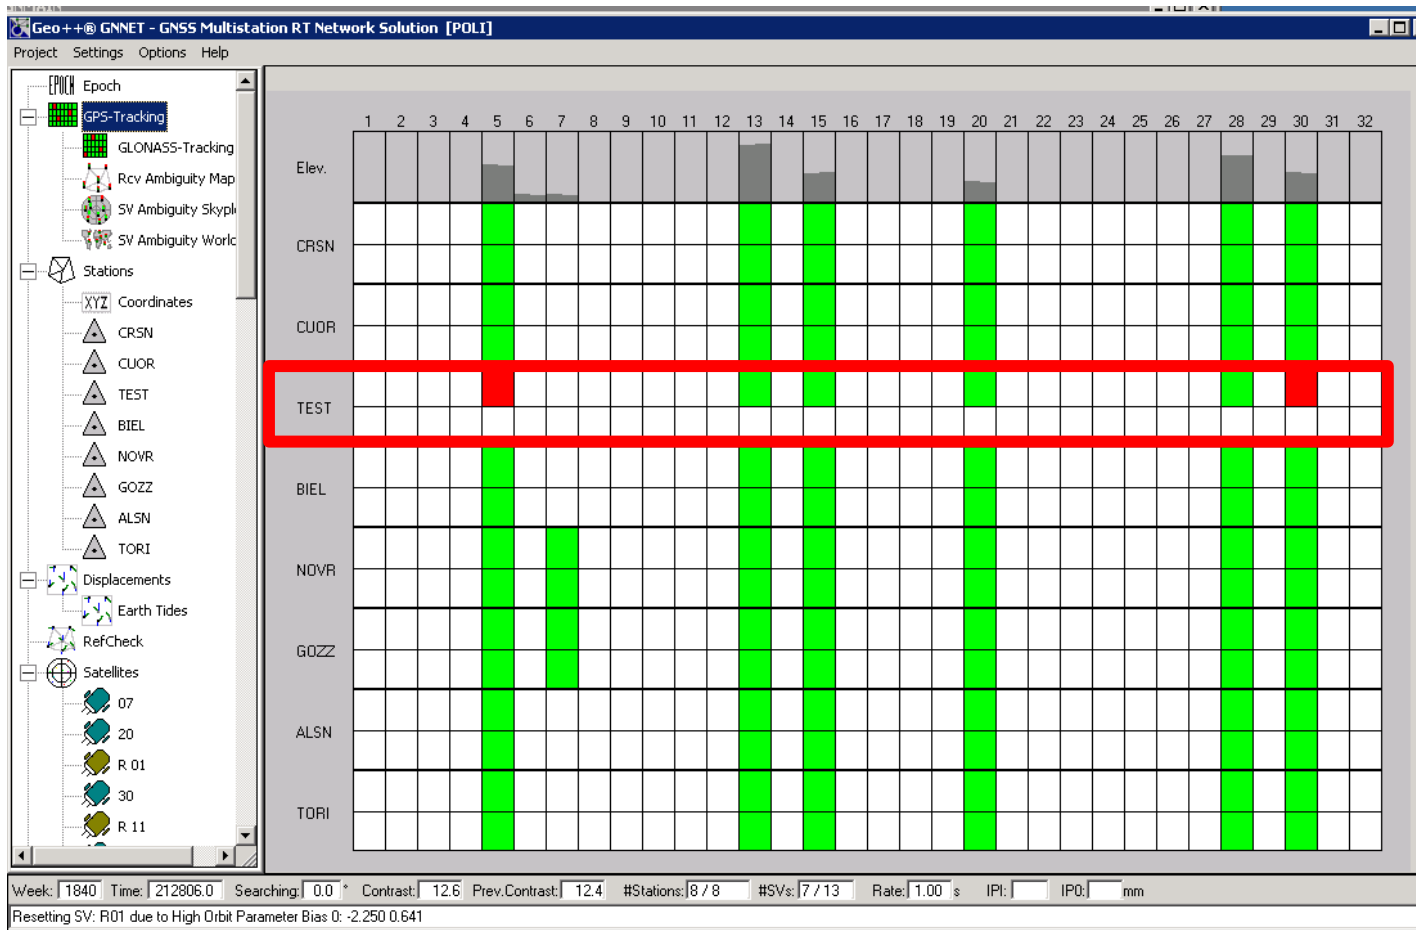 Geo++® GNNET - GNSS Multistation RT Network Solution [POLI]
Project Settings Options Help
EPOCH Epoch
GPS-Tracking
GLONASS-Tracking
Rcv Ambiguity Map
SV Ambiguity Skypl
SV Ambiguity Worlc
Stations
XYZ Coordinates
CRSN
CUOR
TEST
BIEL
NOVR
GOZZ
ALSN
TORI
Displacements
Earth Tides
RefCheck
Satellites
07
20
R 01
30
R 11
1 2 3 4 5 6 7 8 9 10 11 12 13 14 15 16 17 18 19 20 21 22 23 24 25 26 27 28 29 30 31 32
Elev.
CRSN
CUOR
TEST
BIEL
NOVR
GOZZ
ALSN
TORI
Week: 1840 Time: 212806.0 Searching: 0.0 ° Contrast: 12.6 Prev.Contrast: 12.4 #Stations: 8 / 8 #SVs: 7 / 13 Rate: 1.00 s IPI: IP0: mm
Resetting SV: R01 due to High Orbit Parameter Bias 0: -2.250 0.641